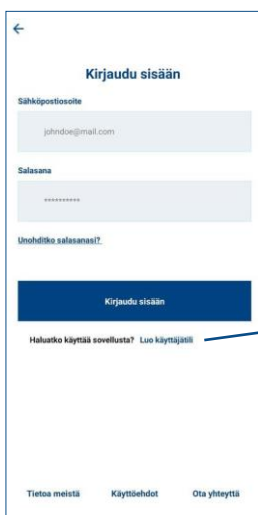 Kirjaudu sisään
Sähköpostiosoite
johndoe@mail.com
Salasana
**********
Unohditko salasanasi?
Kirjaudu sisään
Haluatko käyttää sovellusta? Luo käyttäjätili
Tietoa meistä Käyttöehdot Ota yhteyttä